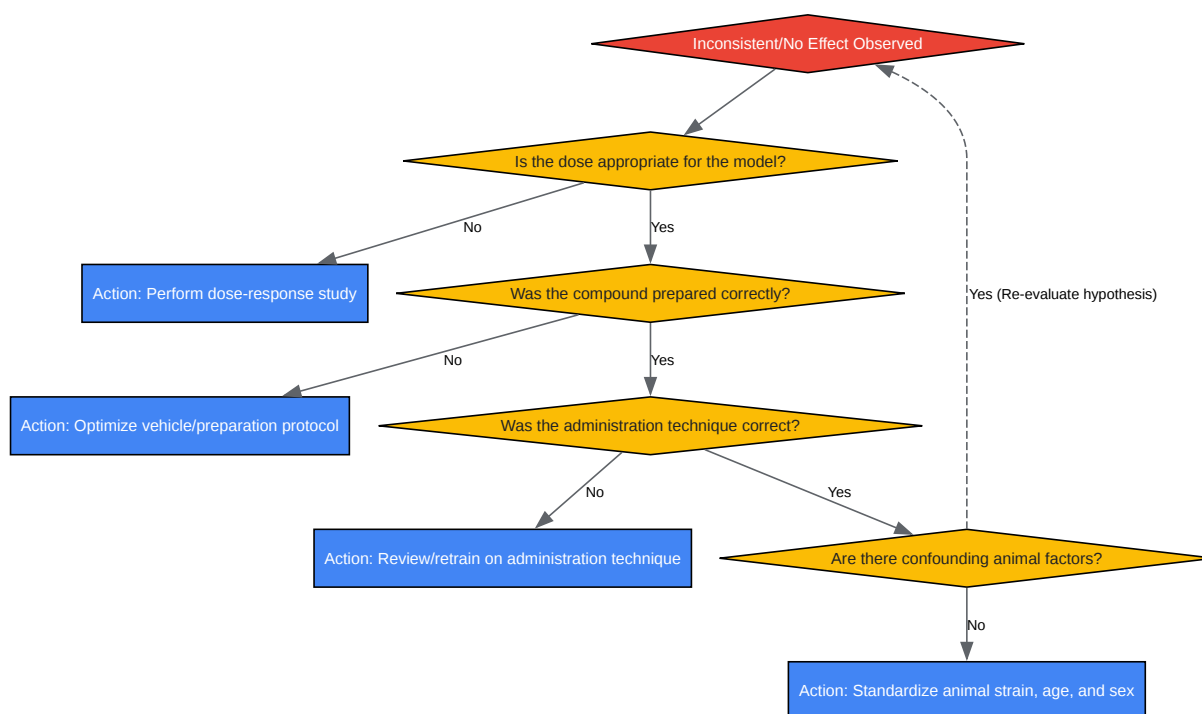 Inconsistent/No Effect Observed
Is the dose appropriate for the model?
No
Yes
Action: Perform dose-response study
Was the compound prepared correctly?
Yes (Re-evaluate hypothesis)
No
Yes
Action: Optimize vehicle/preparation protocol
Was the administration technique correct?
No
Yes
Action: Review/retrain on administration technique
Are there confounding animal factors?
No
Action: Standardize animal strain, age, and sex